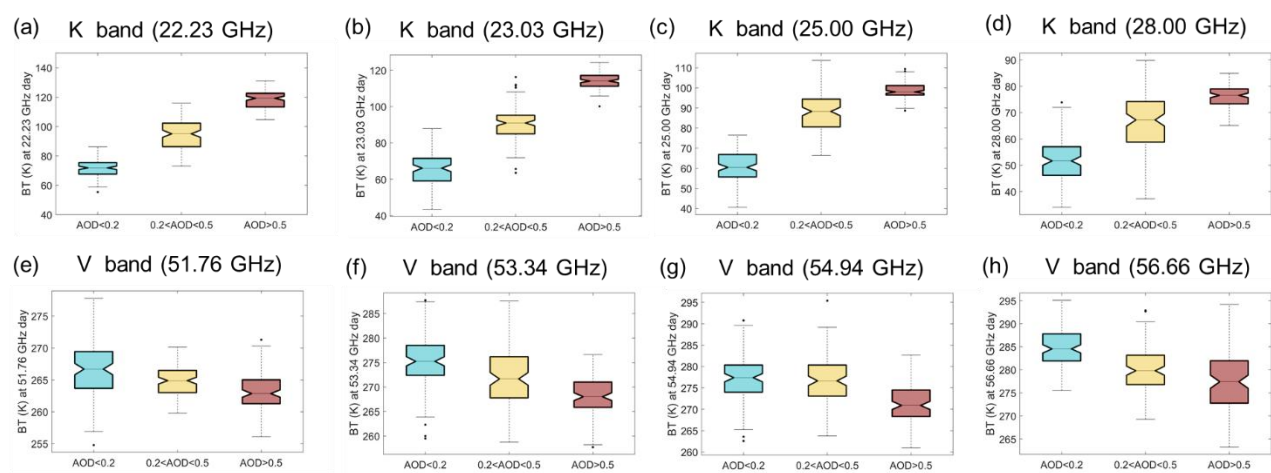 (a) K band (22.23 GHz)
BT (K) at 22.23 GHz day
140
120
100
80
60
40
AOD<0.2 0.2<AOD<0.5 AOD>0.5
(b) K band (23.03 GHz)
BT (K) at 23.03 GHz day
120
100
80
60
40
AOD<0.2 0.2<AOD<0.5 AOD>0.5
(c) K band (25.00 GHz)
BT (K) at 25.00 GHz day
110
100
90
80
70
60
50
40
AOD<0.2 0.2<AOD<0.5 AOD>0.5
(d) K band (28.00 GHz)
BT (K) at 28.00 GHz day
90
80
70
60
50
40
AOD<0.2 0.2<AOD<0.5 AOD>0.5
(e) V band (51.76 GHz)
BT (K) at 51.76 GHz day
275
270
265
260
255
AOD<0.2 0.2<AOD<0.5 AOD>0.5
(f) V band (53.34 GHz)
BT (K) at 53.34 GHz day
285
280
275
270
265
260
AOD<0.2 0.2<AOD<0.5 AOD>0.5
(g) V band (54.94 GHz)
BT (K) at 54.94 GHz day
295
290
285
280
275
270
265
260
AOD<0.2 0.2<AOD<0.5 AOD>0.5
(h) V band (56.66 GHz)
BT (K) at 56.66 GHz day
295
290
285
280
275
270
265
AOD<0.2 0.2<AOD<0.5 AOD>0.5